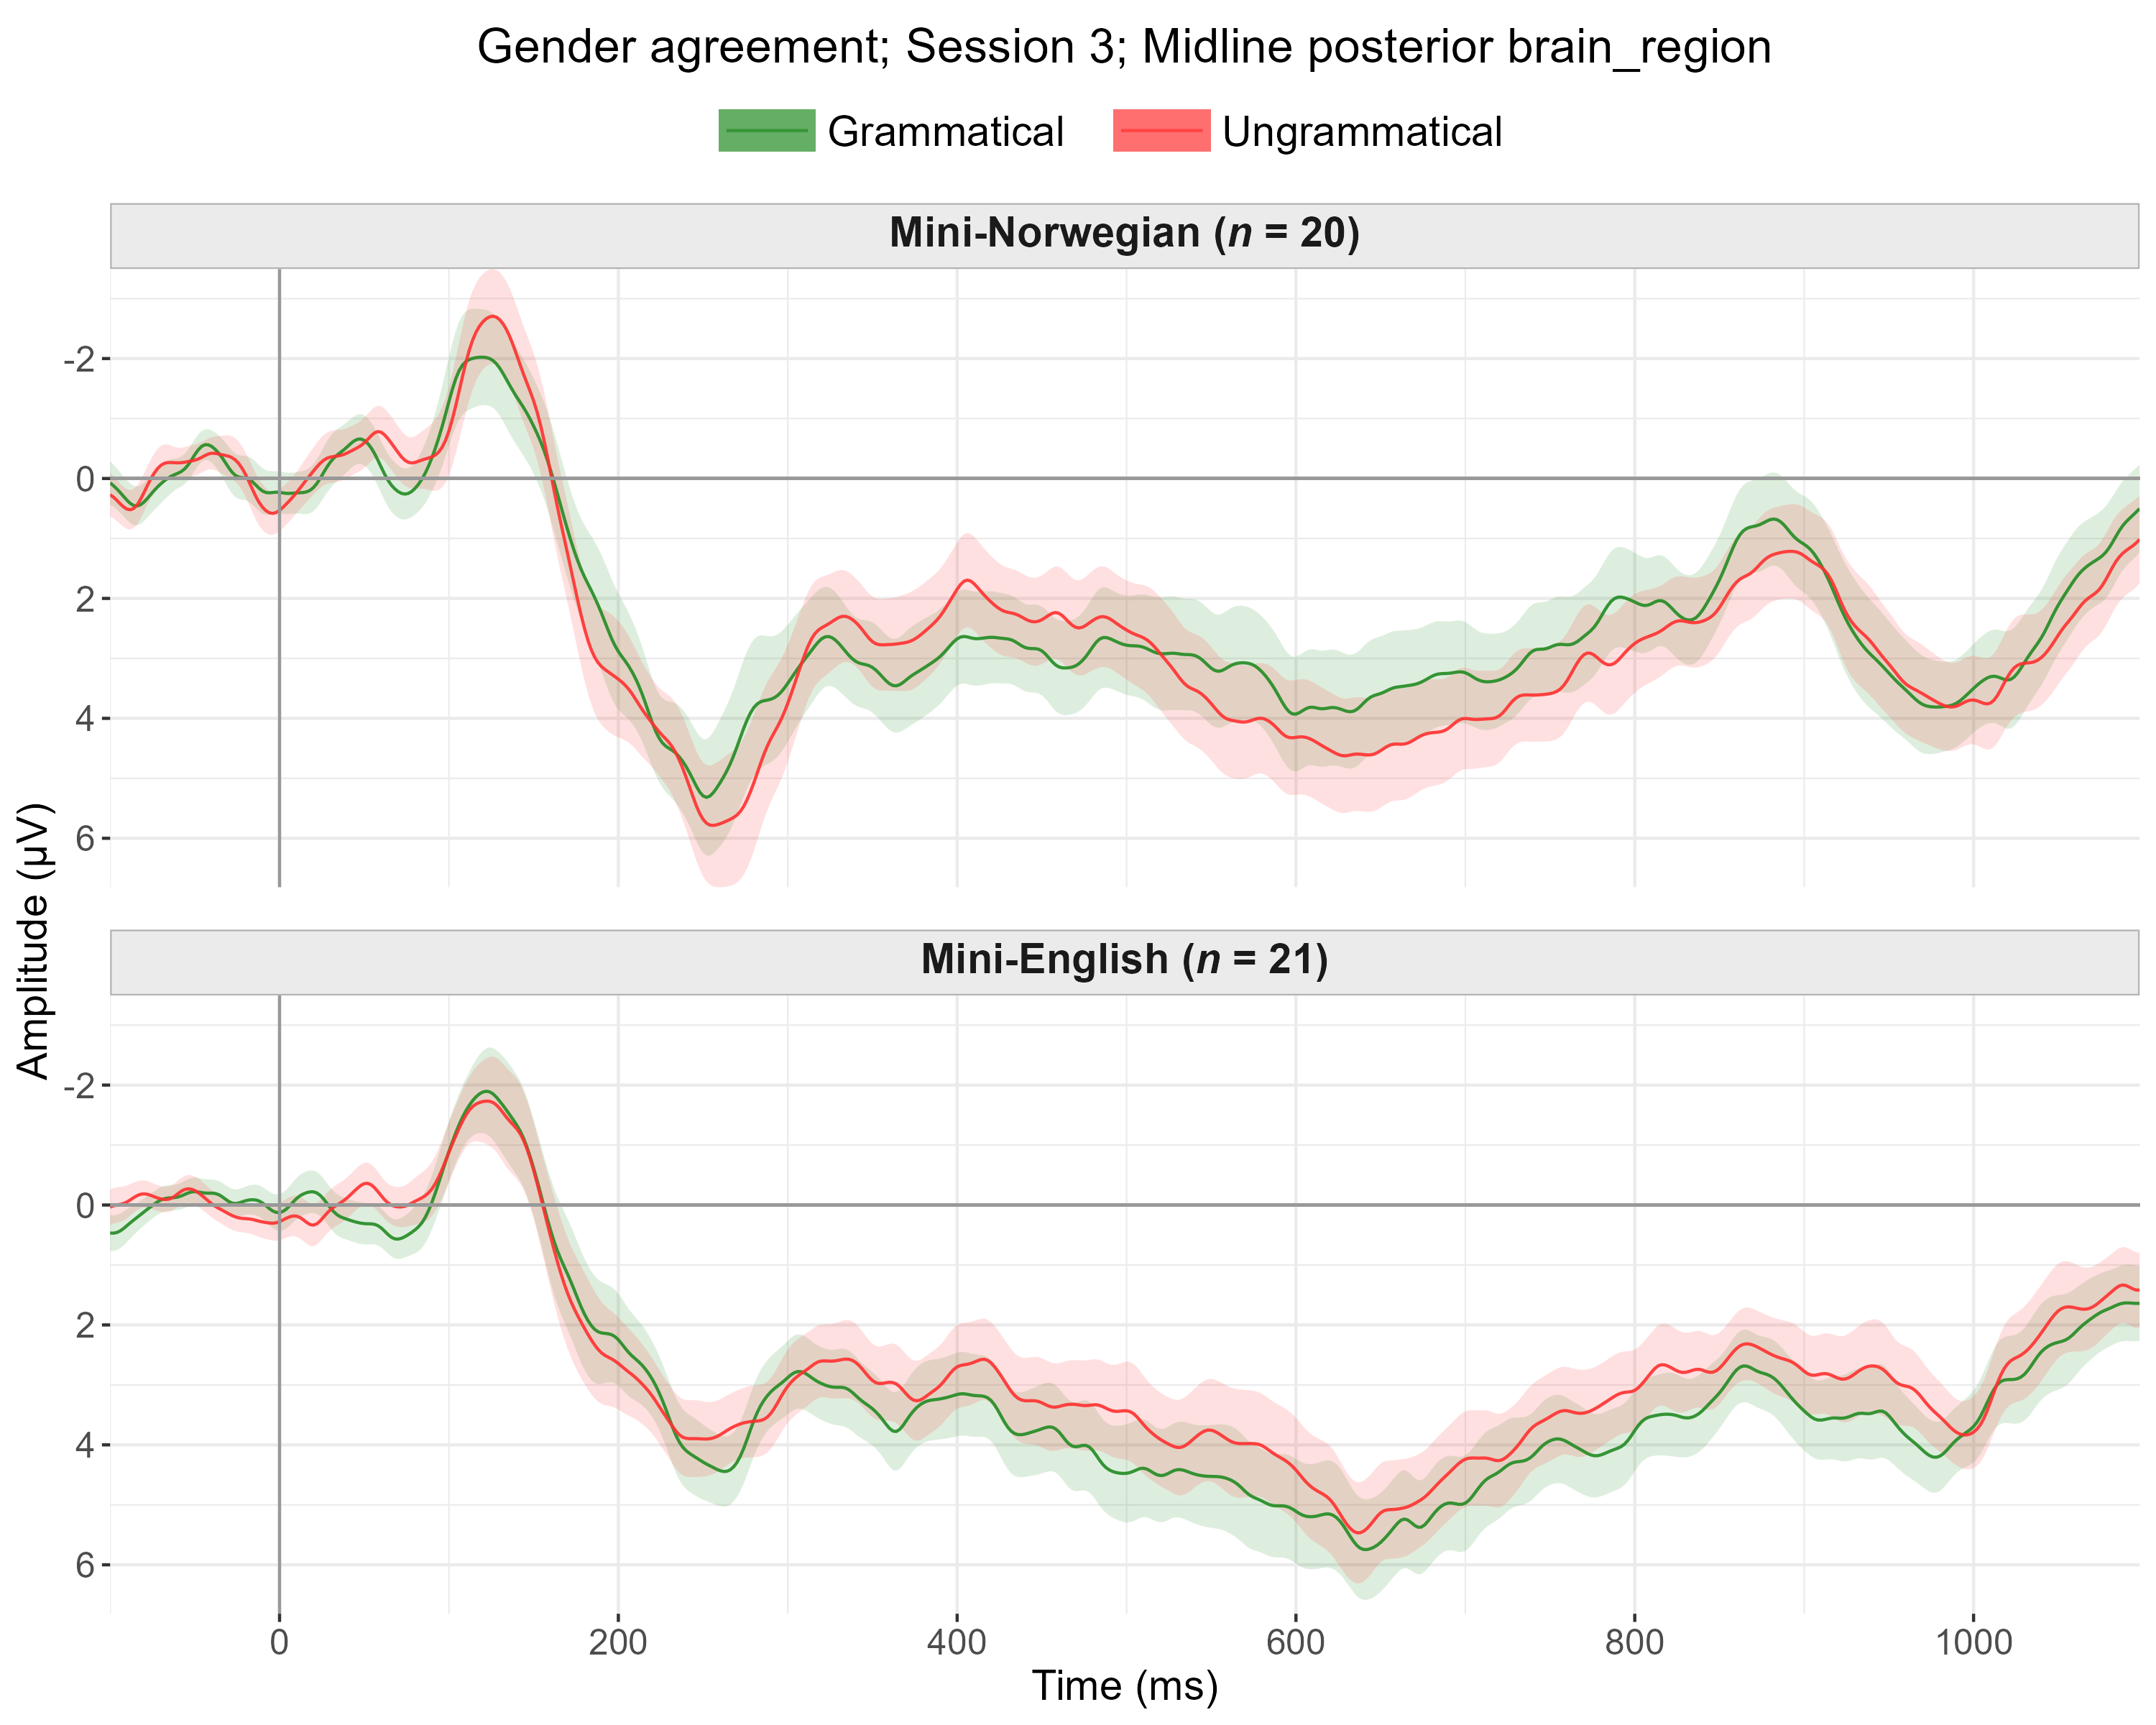 Gender agreement; Session 3; Midline posterior brain_region
Grammatical Ungrammatical
Mini-Norwegian (n = 20)
-2
0
2
4
6
Amplitude (µV)
Mini-English (n = 21)
-2
0
2
4
6
0 200 400 600 800 1000
Time (ms)